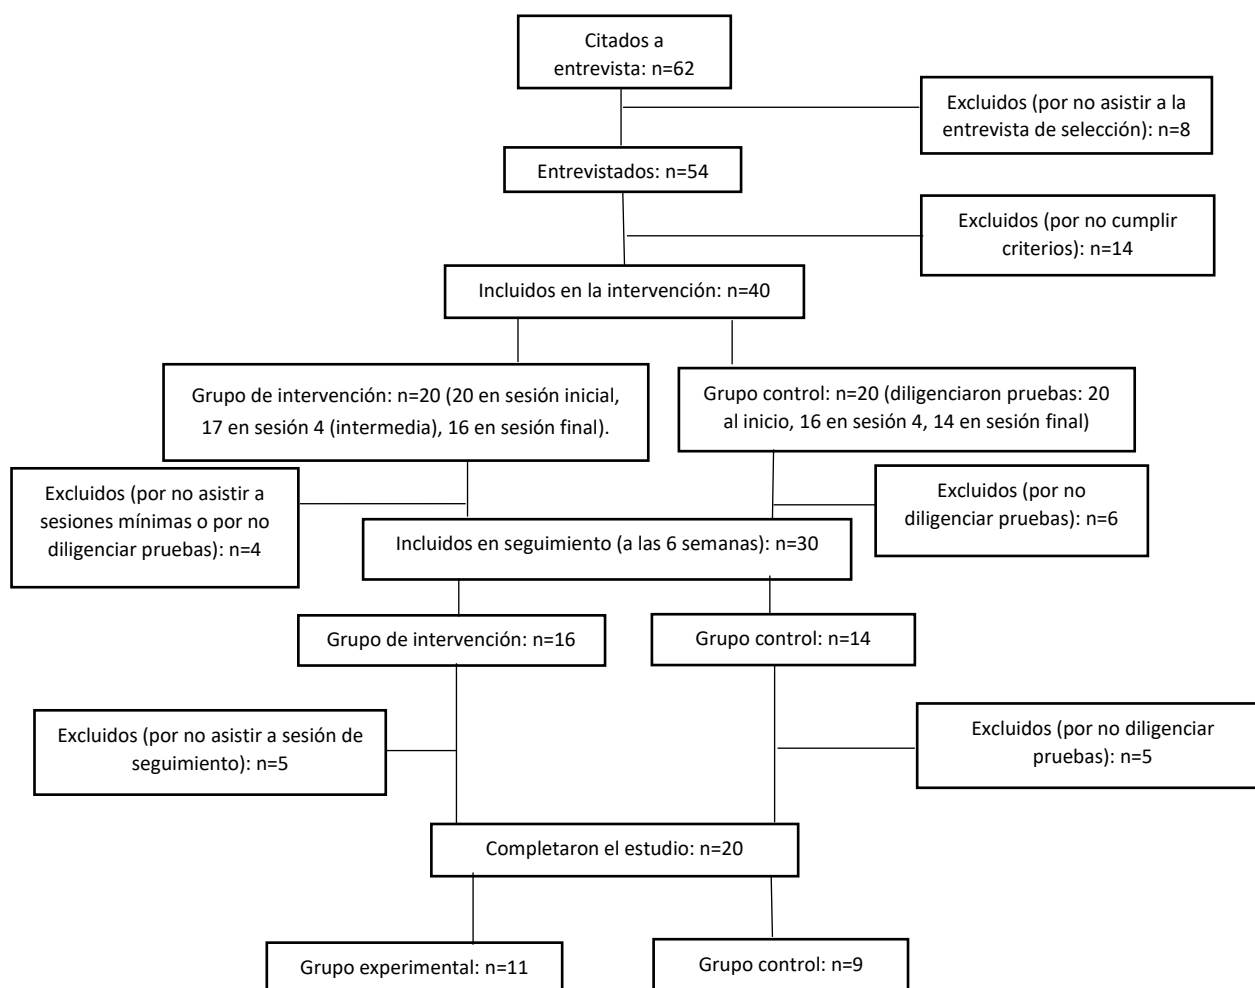 Citados a
entrevista: n=62
Excluidos (por no asistir a la
entrevista de selección): n=8
Entrevistados: n=54
Excluidos (por no cumplir
criterios): n=14
Incluidos en la intervención: n=40
Grupo de intervención: n=20 (20 en sesión inicial,
17 en sesión 4 (intermedia), 16 en sesión final).
Grupo control: n=20 (diligenciaron pruebas: 20
al inicio, 16 en sesión 4, 14 en sesión final)
Excluidos (por no asistir a
sesiones mínimas o por no
diligenciar pruebas): n=4
Excluidos (por no
diligenciar pruebas): n=6
Incluidos en seguimiento (a las 6 semanas): n=30
Grupo de intervención: n=16
Grupo control: n=14
Excluidos (por no asistir a sesión de
seguimiento): n=5
Excluidos (por no diligenciar
pruebas): n=5
Completaron el estudio: n=20
Grupo experimental: n=11
Grupo control: n=9